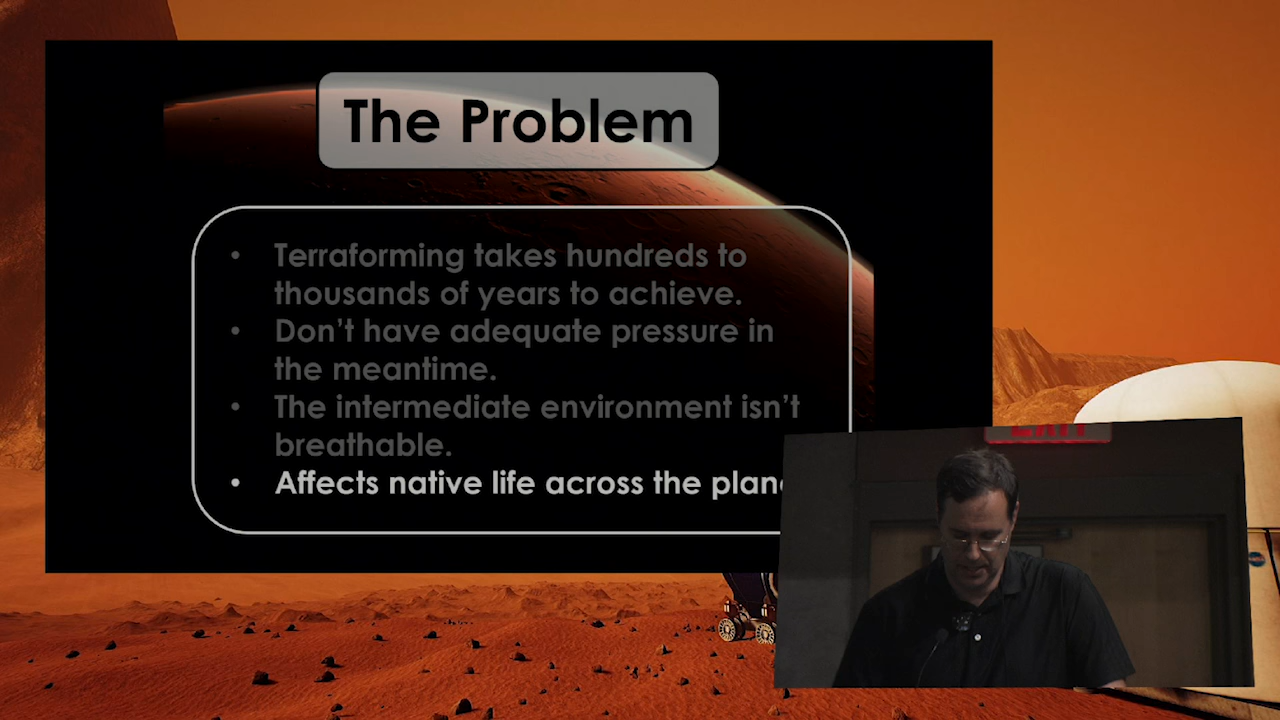 The Problem
• Terraforming takes hundreds to
thousands of years to achieve.
• Don't have adequate pressure in
the meantime.
• The intermediate environment isn't
breathable.
• Affects native life across the
EXIT